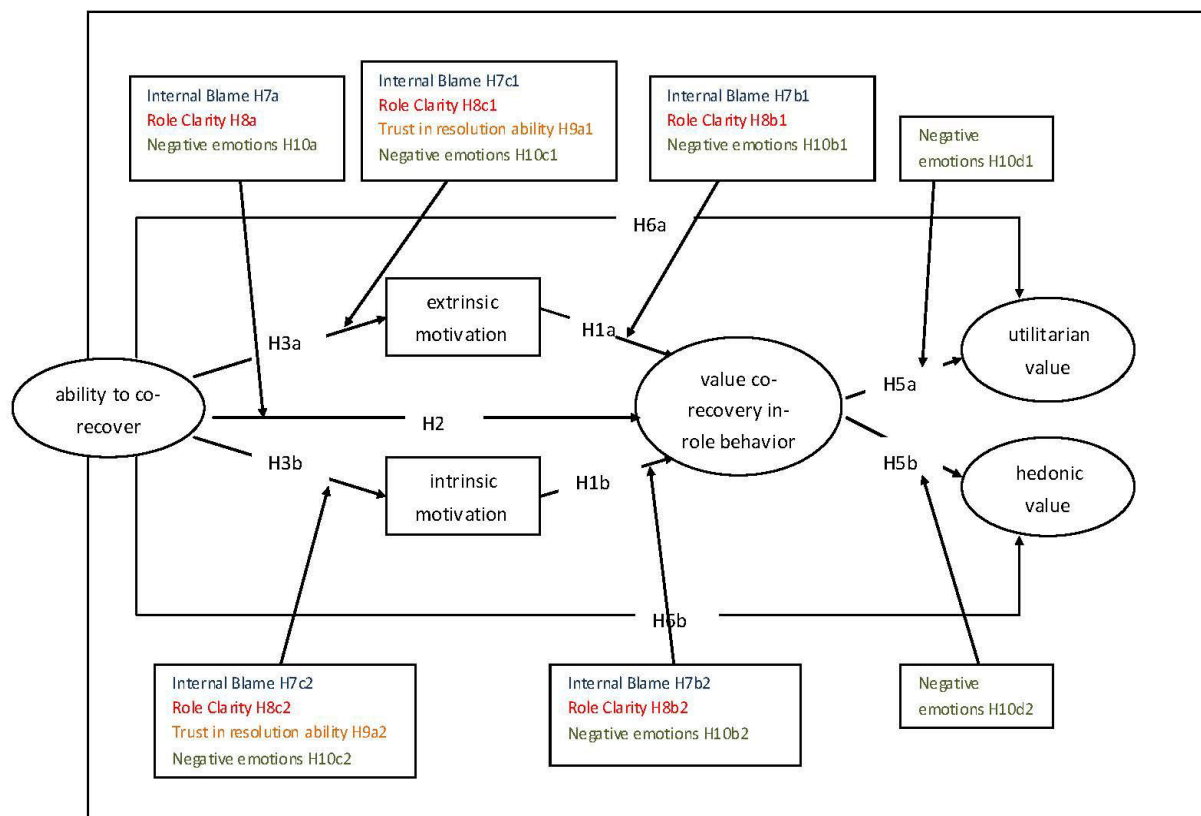 Internal Blame H7a
Role Clarity H8a
Negative emotions H10a
Internal Blame H7c1
Role Clarity H8c1
Trust in resolution ability H9a1
Negative emotions H10c1
Internal Blame H7b1
Role Clarity H8b1
Negative emotions H10b1
Negative
emotions H10d1
H6a
extrinsic
motivation
H3a
H1a
utilitarian
value
ability to co-
recover
value co-
recovery in-
role behavior
H5a
H2
H3b
H5b
intrinsic
motivation
H1b
hedonic
value
H6b
Internal Blame H7c2
Role Clarity H8c2
Trust in resolution ability H9a2
Negative emotions H10c2
Internal Blame H7b2
Role Clarity H8b2
Negative emotions H10b2
Negative
emotions H10d2